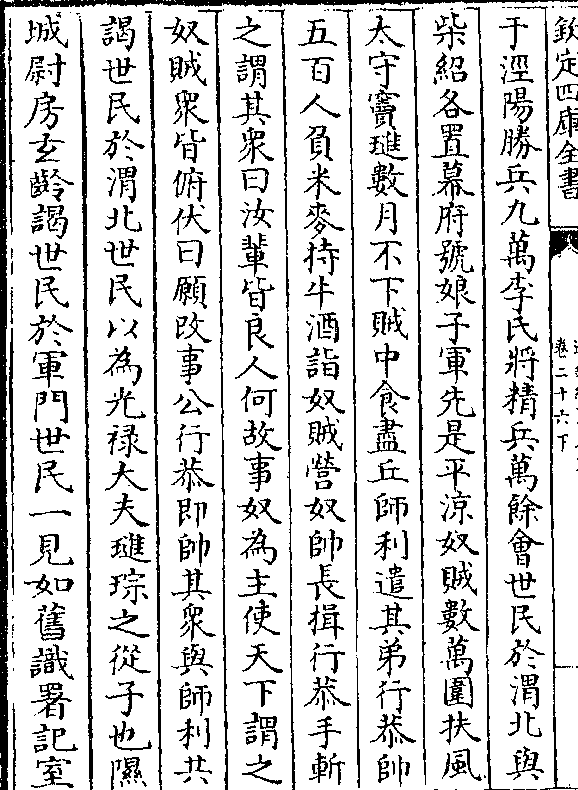 欽定四庫全書
卷二十六下
于涇陽勝兵九萬李民將精兵萬餘會世民於渭北與
柴紹各置幕府號娘子軍先是平涼奴賊數萬圍扶風
太守竇璡數月不下賊中食盡丘師利遣其弟行恭帥
五百人負米麥持牛酒詣奴賊營奴帥長揖行恭手斬
之謂其衆曰汝輩皆良人何故事奴為主使天下謂之
奴賊衆皆俯伏曰願改事公行恭即帥其衆與師利共
謁世民於渭北世民以為光禄大夫璡琮之從子也隰
城尉房玄齡謁世民於軍門世民一見如舊識署記室